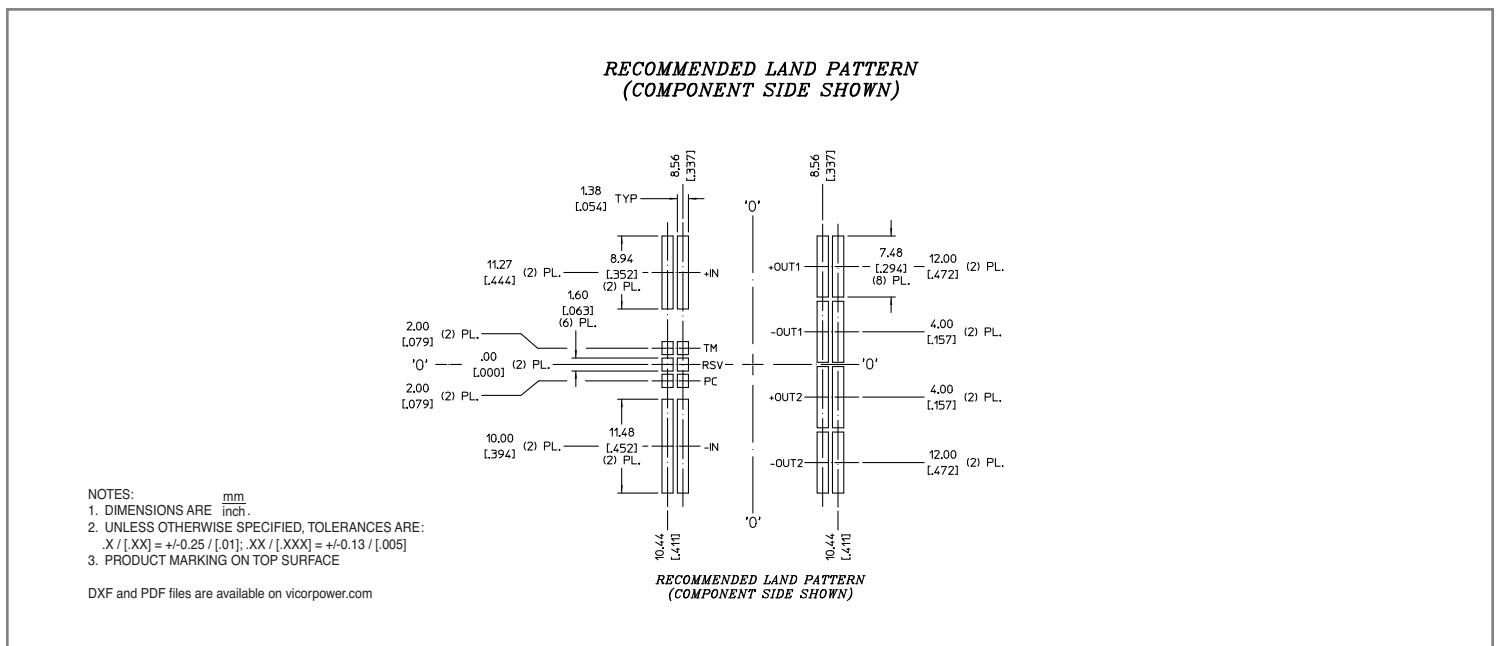 RECOMMENDED LAND PATTERN
(COMPONENT SIDE SHOWN)
8.56
[.337]
8.56
[.337]
1.38
[.054]
TYP
'0'
11.27
[.444]
(2) PL.
8.94
[.352]
(2) PL.
+IN
+OUT1
7.48
[.294]
(8) PL.
12.00
[.472]
(2) PL.
1.60
[.063]
(6) PL.
2.00
[.079]
(2) PL.
TM
-OUT1
4.00
[.157]
(2) PL.
'0'
.00
[.000]
(2) PL.
RSV
'0'
2.00
[.079]
(2) PL.
PC
+OUT2
4.00
[.157]
(2) PL.
10.00
[.394]
(2) PL.
11.48
[.452]
(2) PL.
-IN
-OUT2
12.00
[.472]
(2) PL.
'0'
10.44
[.411]
10.44
[.411]
RECOMMENDED LAND PATTERN
(COMPONENT SIDE SHOWN)
NOTES:
1. DIMENSIONS ARE mm
inch.
2. UNLESS OTHERWISE SPECIFIED, TOLERANCES ARE:
.X / [.XX] = +/-0.25 / [.01]; .XX / [.XXX] = +/-0.13 / [.005]
3. PRODUCT MARKING ON TOP SURFACE
DXF and PDF files are available on vicorpower.com